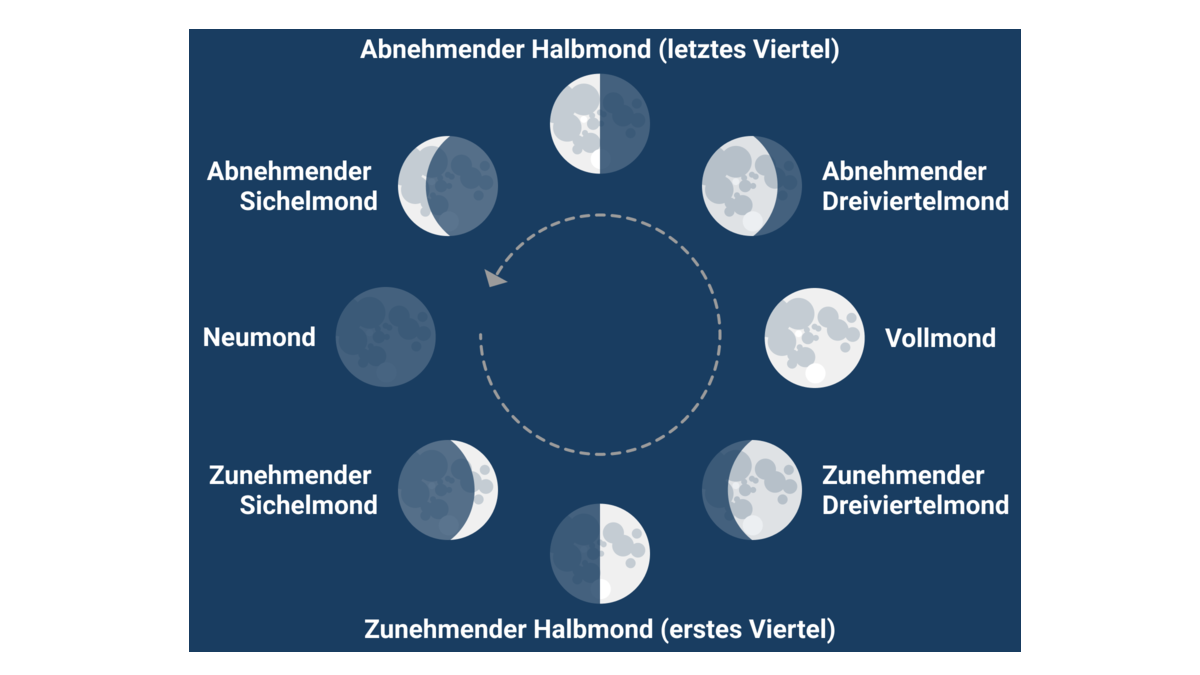 Abnehmender Halbmond (letztes Viertel)
Abnehmender
Sichelmond
Abnehmender
Dreiviertelmond
Neumond
Vollmond
Zunehmender
Sichelmond
Zunehmender
Dreiviertelmond
Zunehmender Halbmond (erstes Viertel)